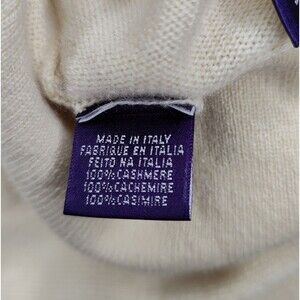 MADE IN ITALY
FABRIQUE EN ITALIA
FEITO NA ITALIA
100%CASHMERE
100%CACHEMIRE
100%CASIMIRE